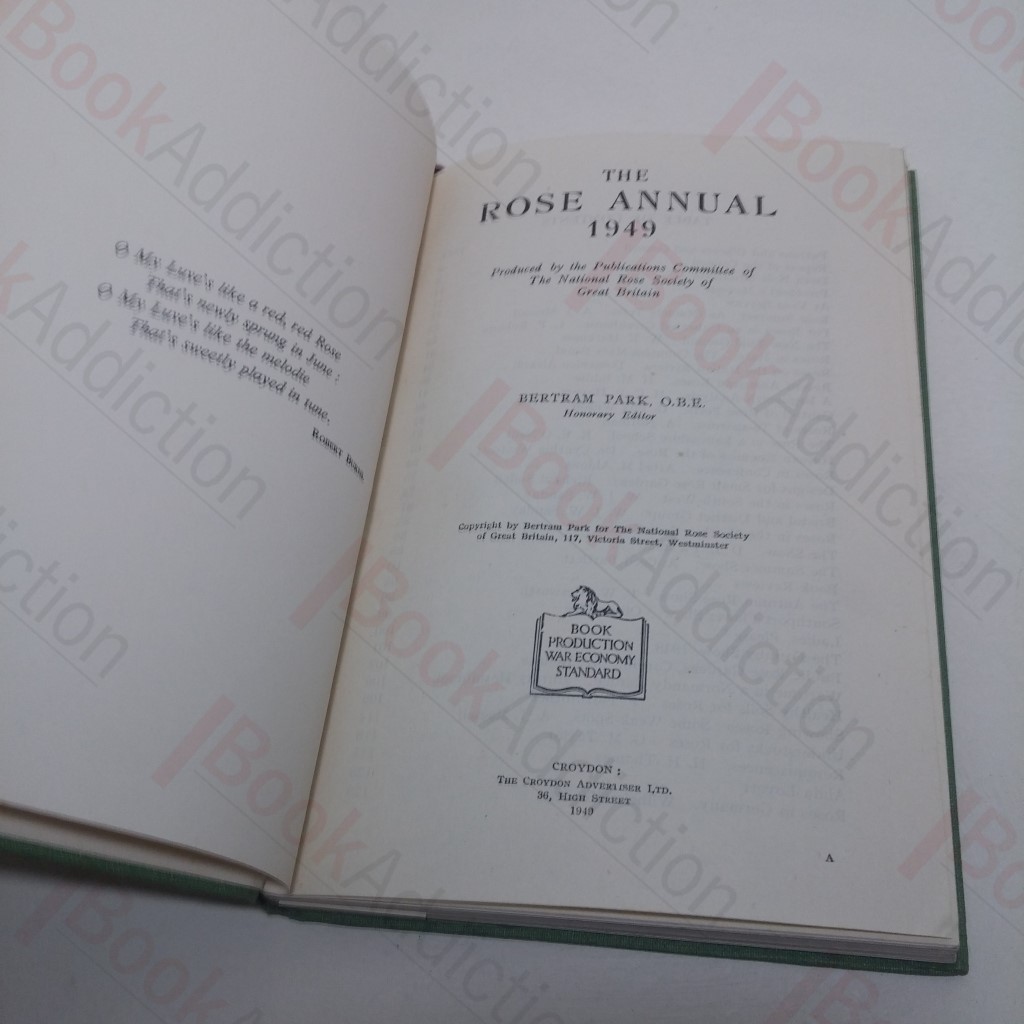 O My Luve's like a red, red Rose
That's newly sprung in June :
O My Luve's like the melodie
That's sweetly played in tune.
ROBERT BURNS
THE
ROSE ANNUAL
1949
Produced by the Publications Committee of
The National Rose Society of
Great Britain
BERTRAM PARK, O.B.E.
Honorary Editor
Copyright by Bertram Park for The National Rose Society
of Great Britain, 117, Victoria Street, Westminster
BOOK
PRODUCTION
WAR ECONOMY
STANDARD
CROYDON :
THE CROYDON ADVERTISER LTD.
36, HIGH STREET
1949
A
BookAddiction